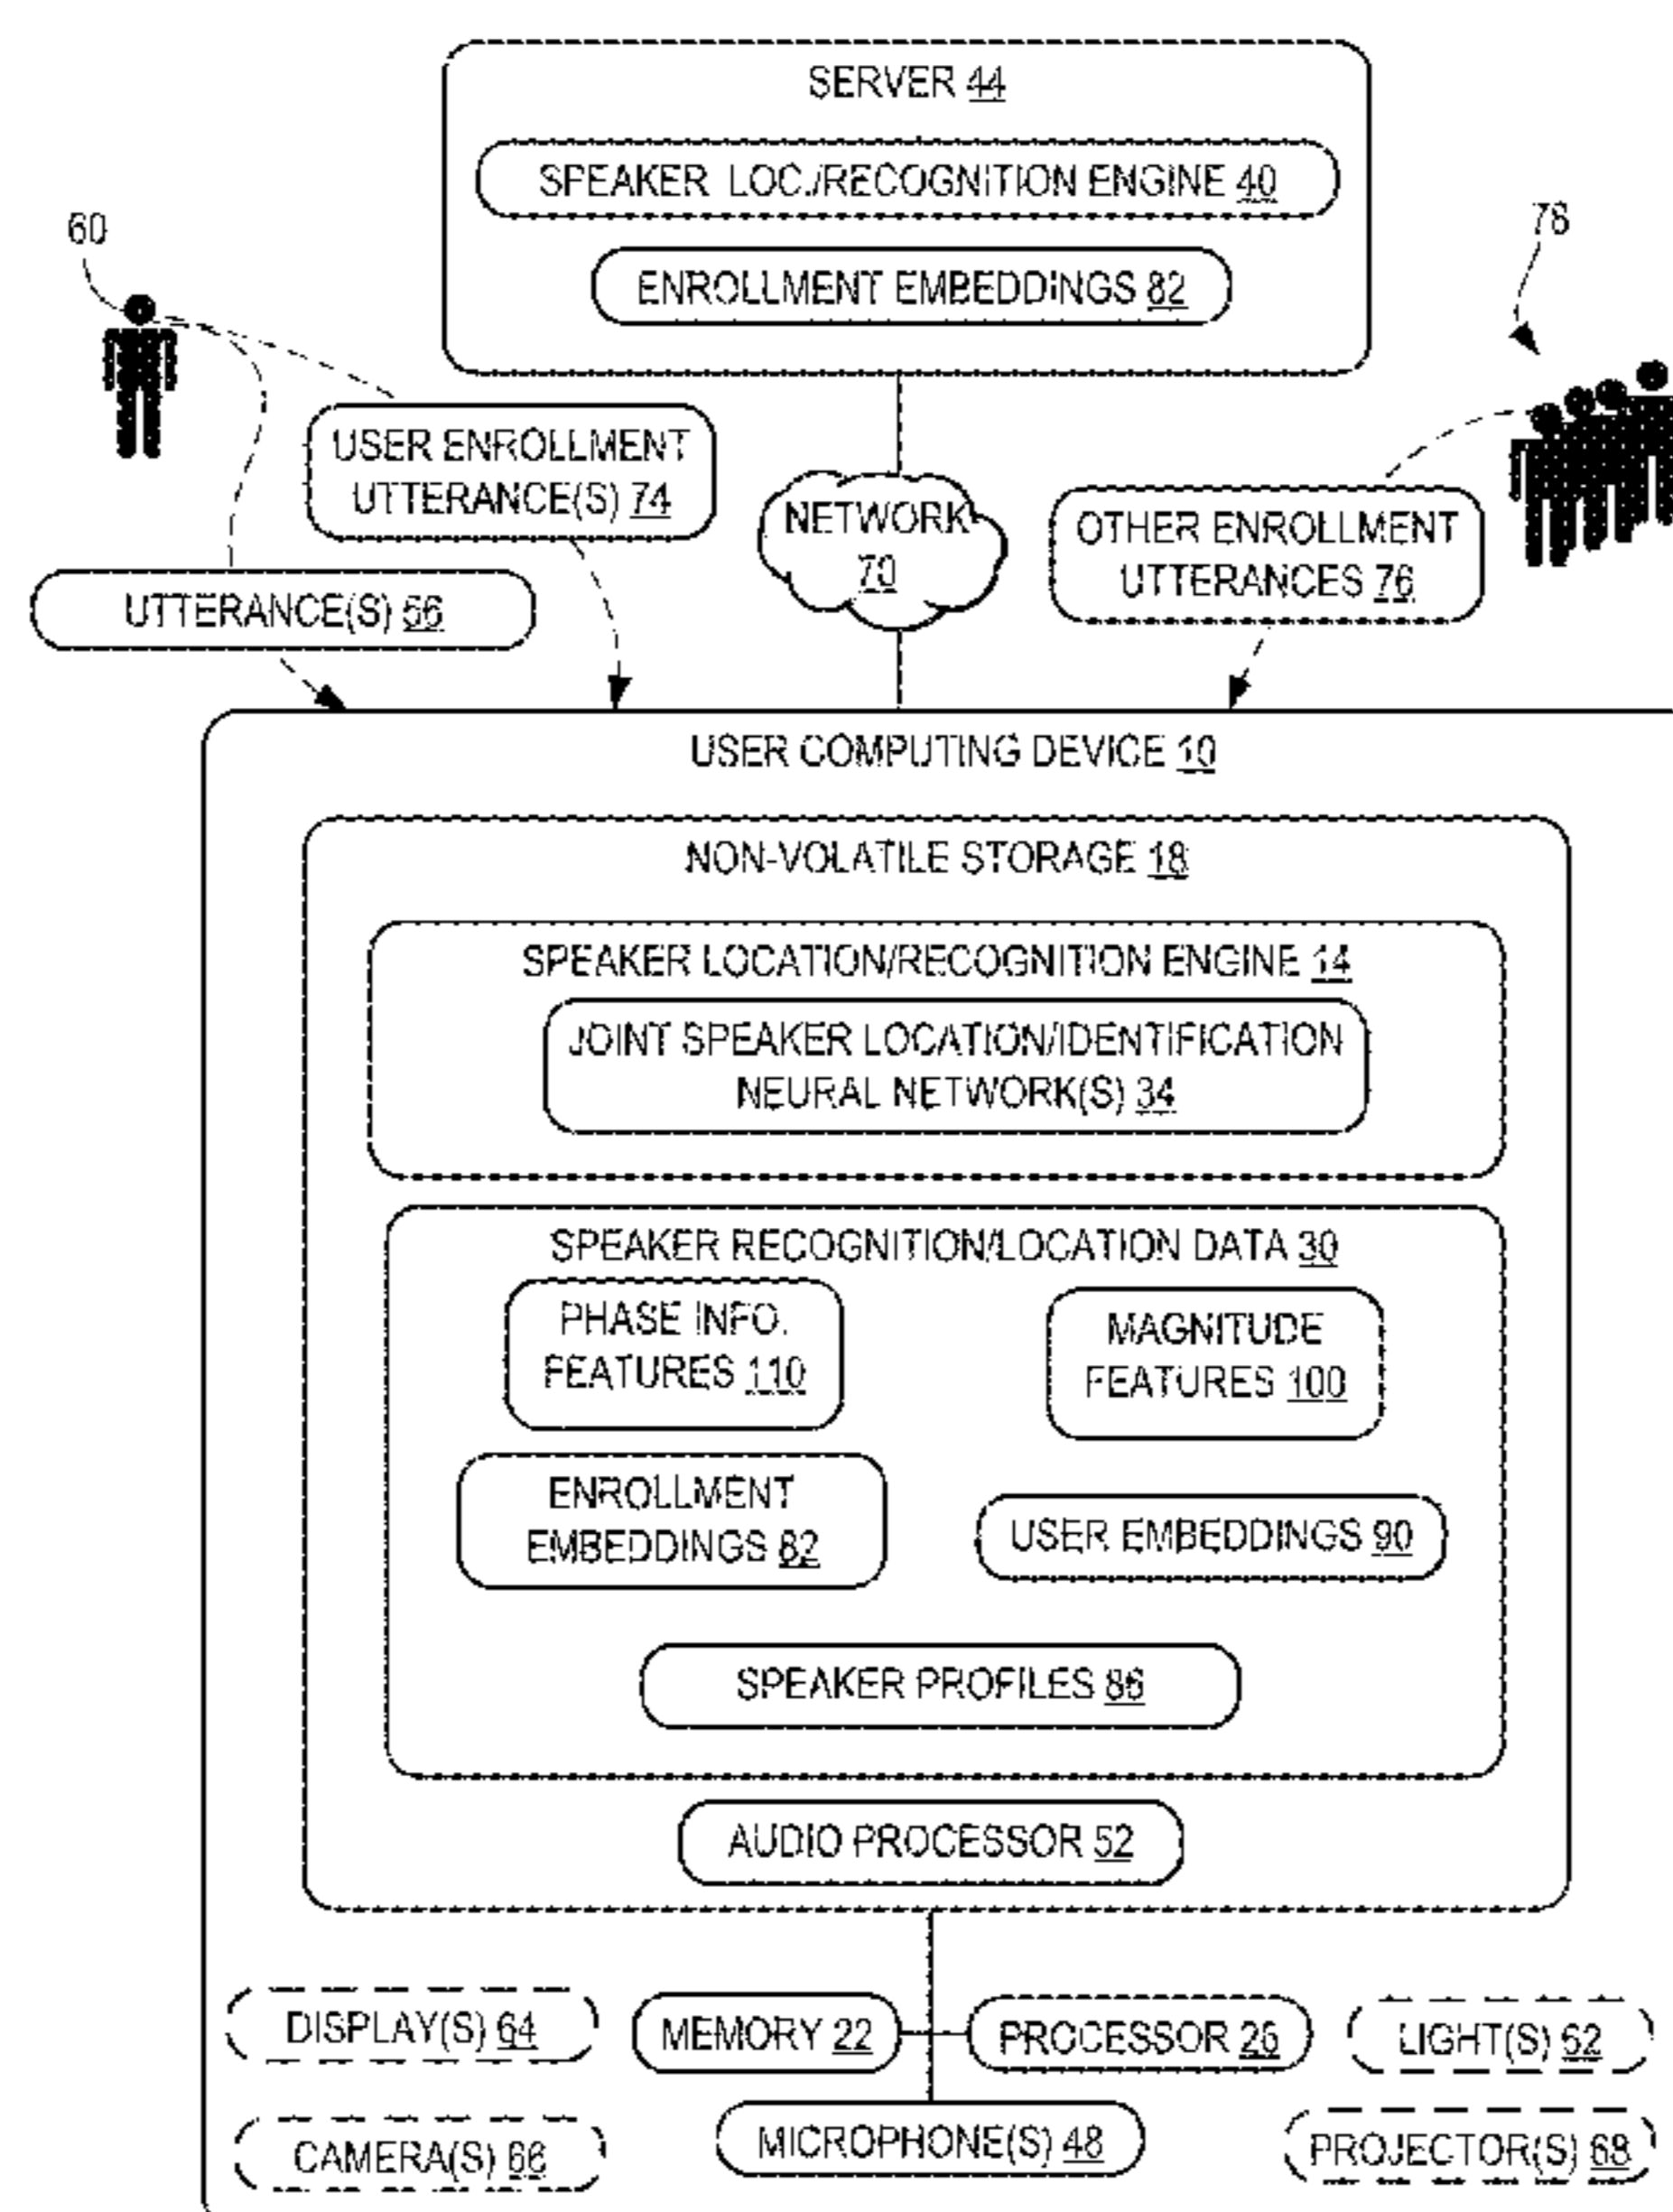 SERVER 44
SPEAKER LOC./RECOGNITION ENGINE 40
ENROLLMENT EMBEDDINGS 82
60
78
USER ENROLLMENT
UTTERANCE(S) 74
NETWORK
70
OTHER ENROLLMENT
UTTERANCES 76
UTTERANCE(S) 56
USER COMPUTING DEVICE 10
NON-VOLATILE STORAGE 18
SPEAKER LOCATION/RECOGNITION ENGINE 14
JOINT SPEAKER LOCATION/IDENTIFICATION
NEURAL NETWORK(S) 34
SPEAKER RECOGNITION/LOCATION DATA 30
PHASE INFO.
FEATURES 110
MAGNITUDE
FEATURES 100
ENROLLMENT
EMBEDDINGS 82
USER EMBEDDINGS 90
SPEAKER PROFILES 86
AUDIO PROCESSOR 52
DISPLAY(S) 64
MEMORY 22
PROCESSOR 26
LIGHT(S) 62
CAMERA(S) 66
MICROPHONE(S) 48
PROJECTOR(S) 68